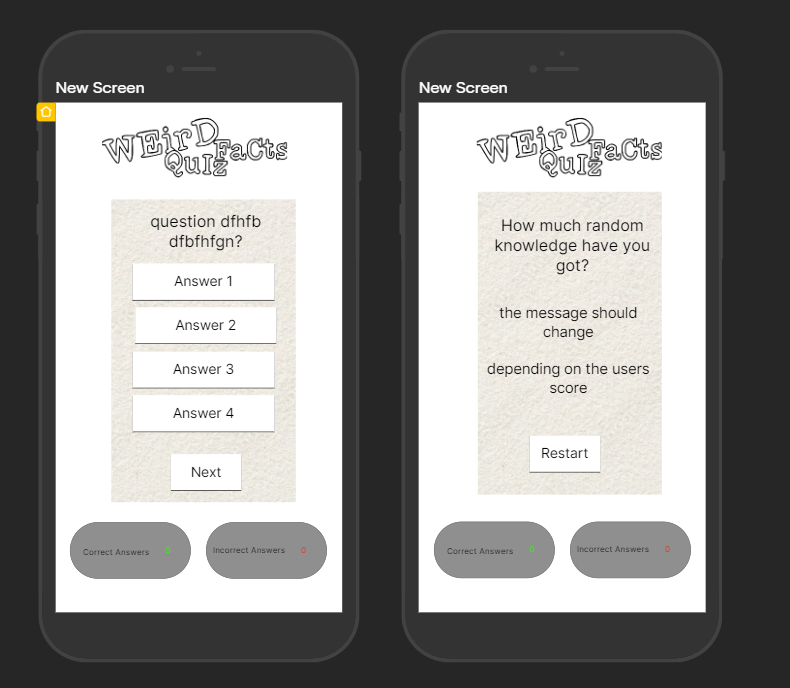 New Screen
WEirD
QuIz FaCts
question dfhfb
dfbfhfgn?
Answer 1
Answer 2
Answer 3
Answer 4
Next
Correct Answers 0
Incorrect Answers 0
New Screen
WEirD
QuIz FaCts
How much random
knowledge have you
got?
the message should
change
depending on the users
score
Restart
Correct Answers 0
Incorrect Answers 0